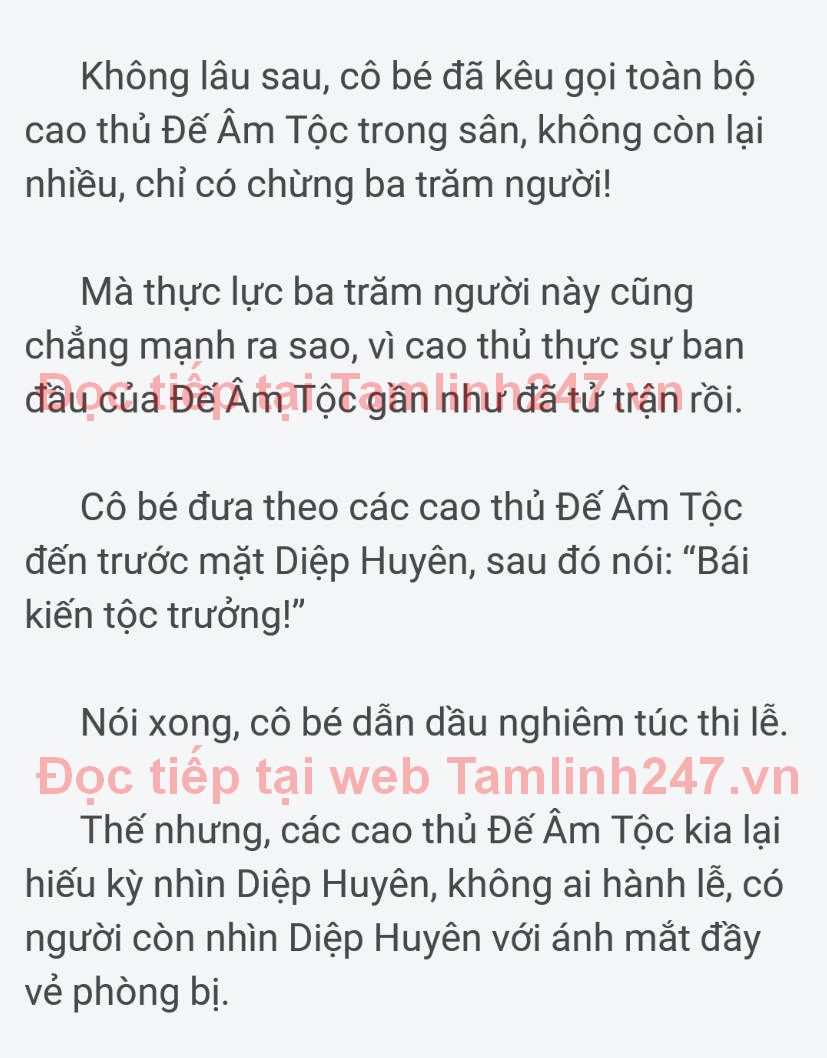 Không lâu sau, cô bé đã kêu gọi toàn bộ
cao thủ Đế Âm Tộc trong sân, không còn lại
nhiều, chỉ có chừng ba trăm người!
Mà thực lực ba trăm người này cũng
chẳng mạnh ra sao, vì cao thủ thực sự ban
đầu của Đế Âm Tộc gần như đã tử trận rồi.
Đọc tiếp tại Tamlinh247.vn
Cô bé đưa theo các cao thủ Đế Âm Tộc
đến trước mặt Diệp Huyên, sau đó nói: “Bái
kiến tộc trưởng!”
Nói xong, cô bé dẫn dầu nghiêm túc thi lễ.
Đọc tiếp tại web Tamlinh247.vn
Thế nhưng, các cao thủ Đế Âm Tộc kia lại
hiếu kỳ nhìn Diệp Huyên, không ai hành lễ, có
người còn nhìn Diệp Huyên với ánh mắt đầy
vẻ phòng bị.